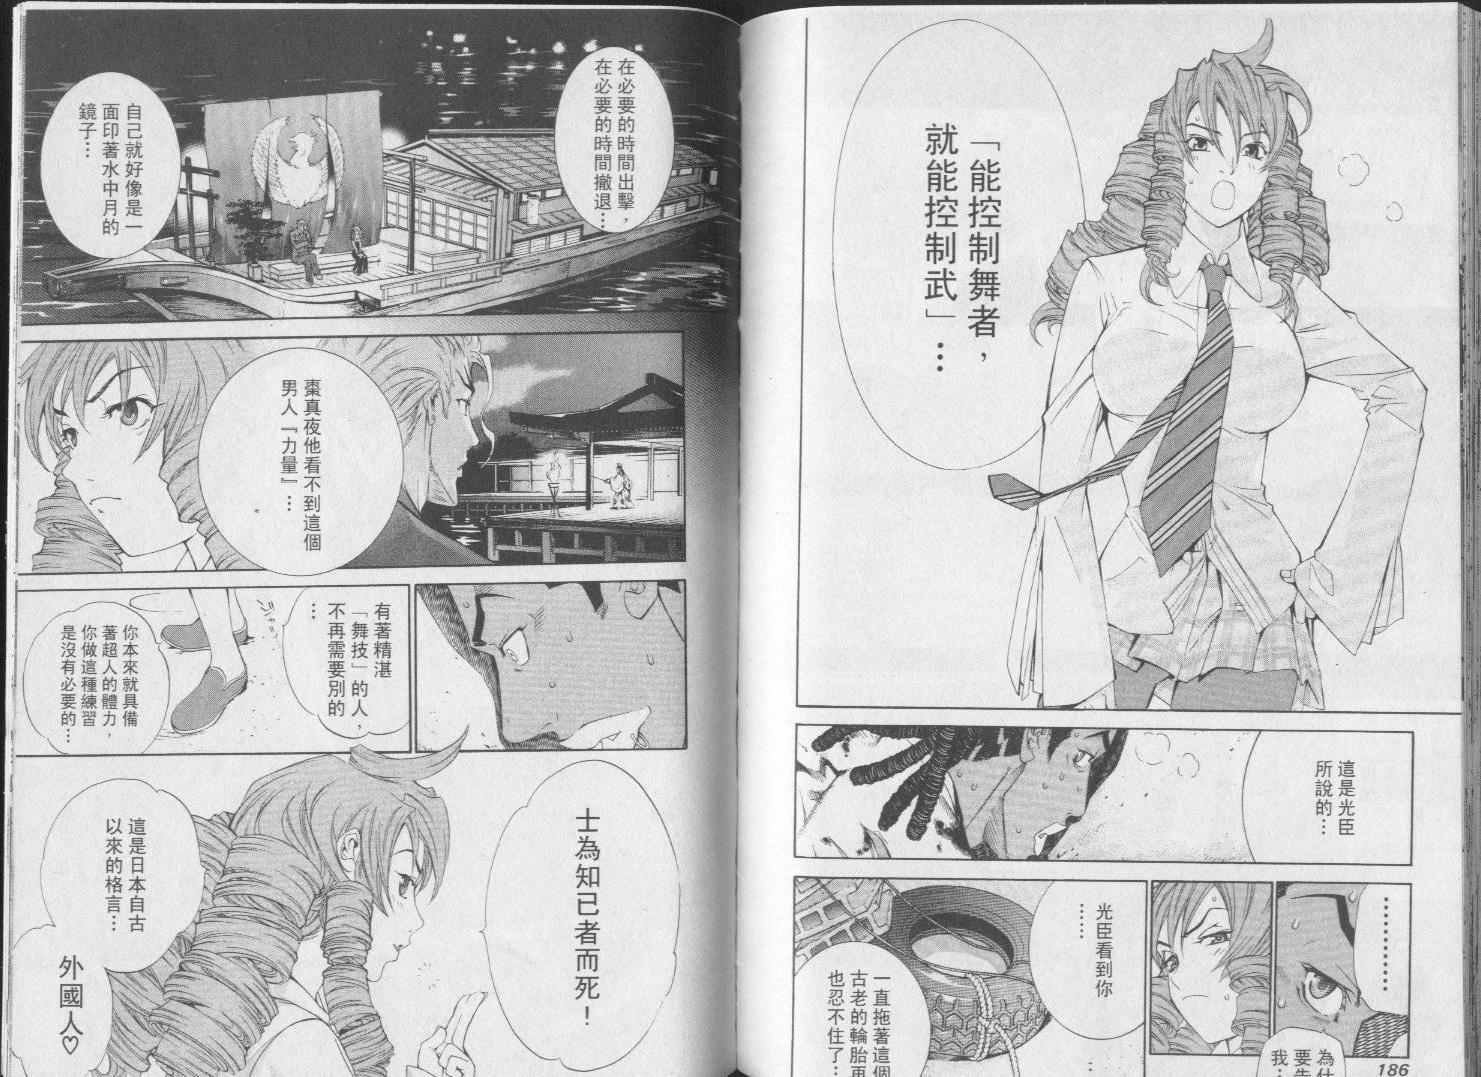 「能控制舞者，
就能控制武」…
這是光臣
所說的…
…………
為什
要先
我…
光臣看到你
……
一直拖著這個
古老的輪胎再
也忍不住了…
186
在必要的時間出擊，
在必要的時間撤退…
自己就好像是一
面印著水中月的
鏡子…
棗真夜他看不到這個
男人『力量』…
有著精湛
「舞技」的人，
不再需要別的
…
你本來就具備
著超人的體力，
你做這種練習
是沒有必要的…
士為知已者而死！
這是日本自古
以來的格言…
外國人♡